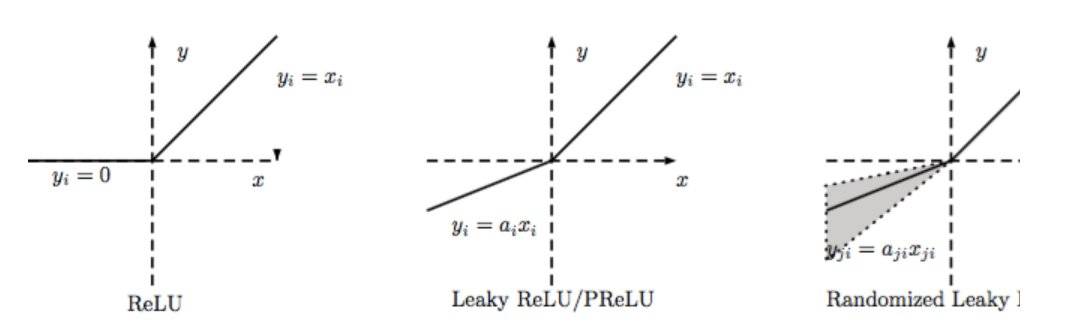 y
y_i = x_i
y_i = 0
x
ReLU
y
y_i = x_i
x
y_i = a_i x_i
Leaky ReLU/PReLU
y
y_{ji} = a_{ji} x_{ji}
Randomized Leaky